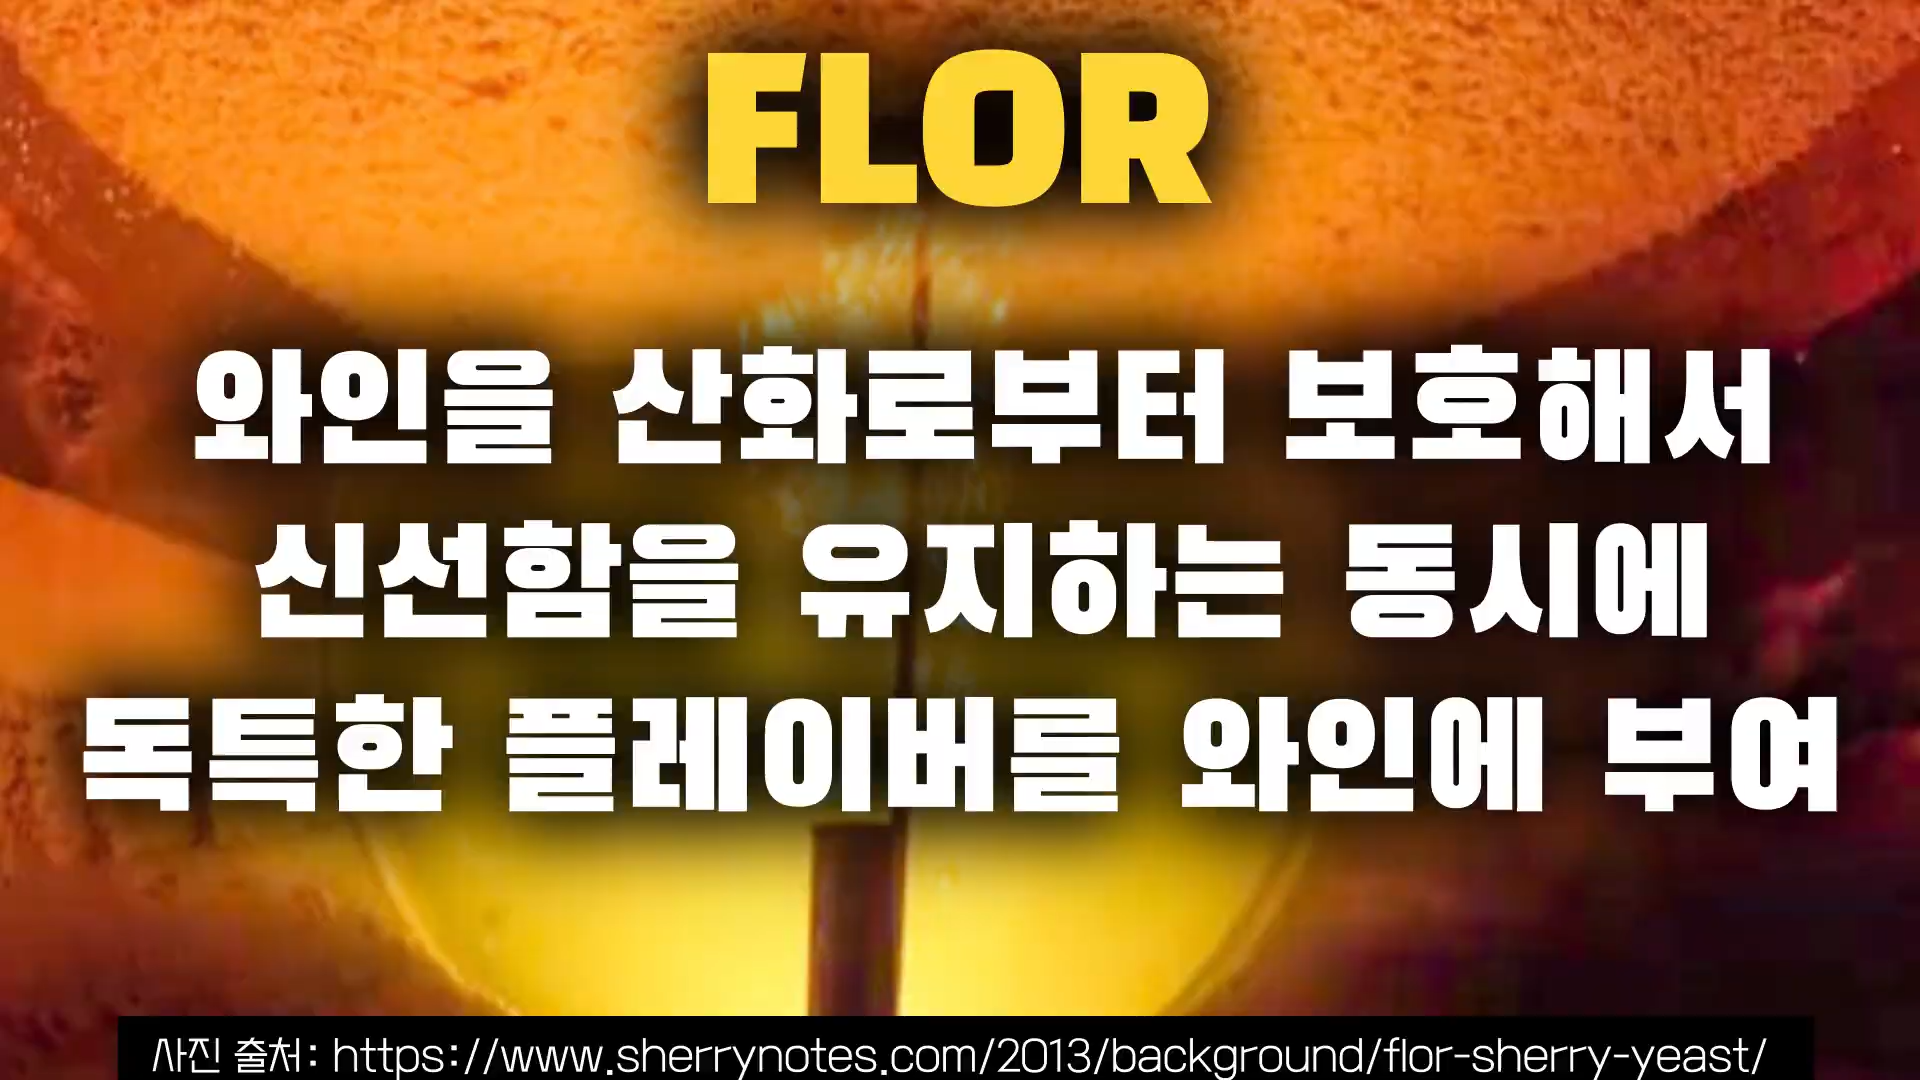 FLOR
와인을 산화로부터 보호해서
신선함을 유지하는 동시에
독특한 플레이버를 와인에 부여
사진 출처: https://www.sherrynotes.com/2013/background/flor-sherry-yeast/